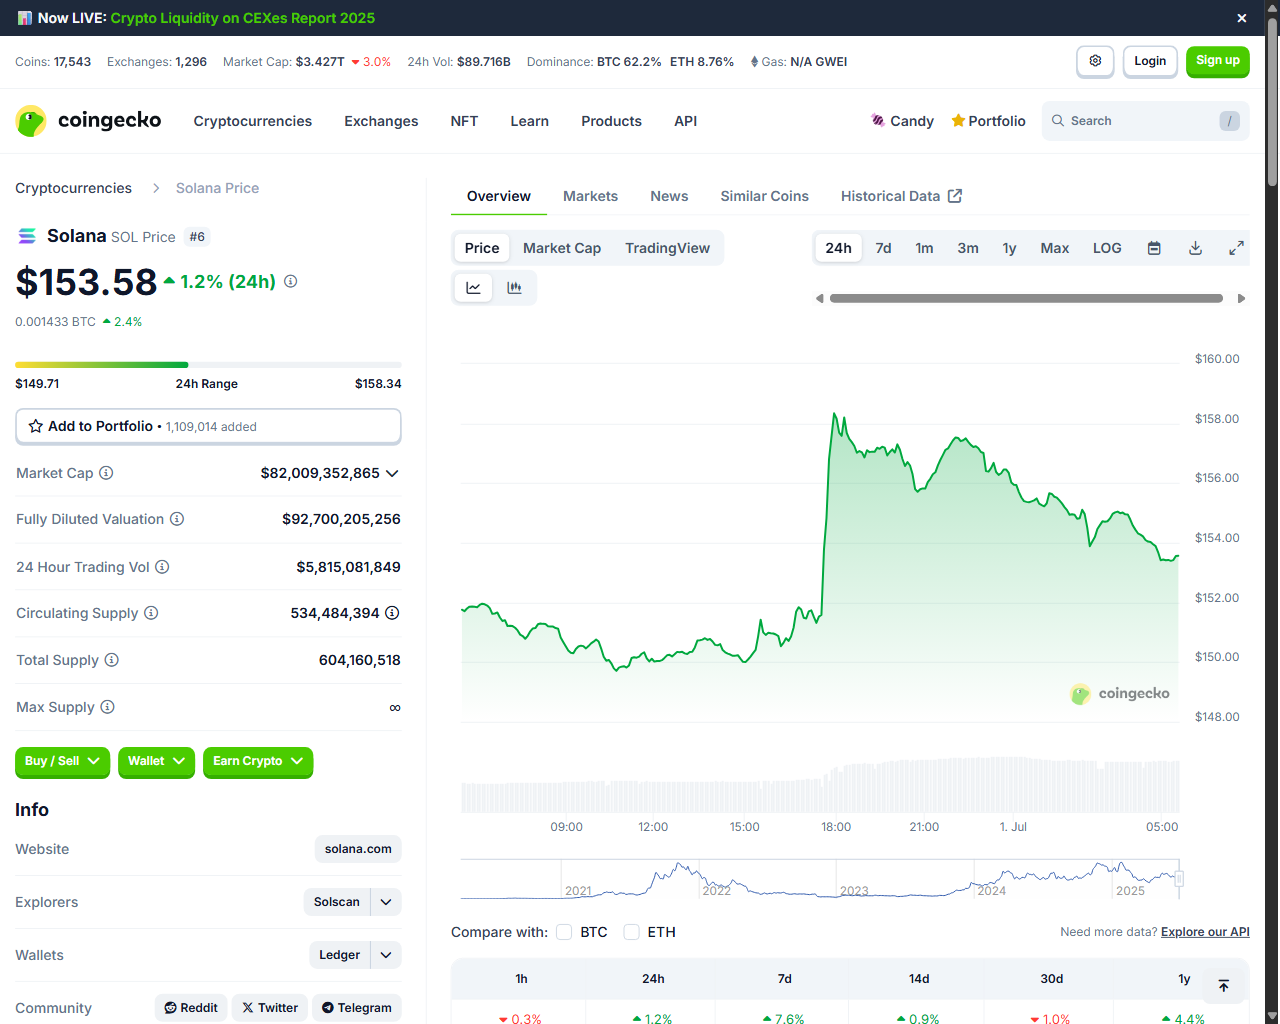 Now LIVE: Crypto Liquidity on CEXes Report 2025
Coins: 17,543 Exchanges: 1,296 Market Cap: $3.427T 3.0% 24h Vol: $89.716B Dominance: BTC 62.2% ETH 8.76% Gas: N/A GWEI
Login Sign up
coingecko Cryptocurrencies Exchanges NFT Learn Products API Candy Portfolio Search /
Cryptocurrencies Solana Price
Solana SOL Price #6
$153.58 1.2% (24h)
0.001433 BTC 2.4%
$149.71 24h Range $158.34
Add to Portfolio • 1,109,014 added
Market Cap $82,009,352,865
Fully Diluted Valuation $92,700,205,256
24 Hour Trading Vol $5,815,081,849
Circulating Supply 534,484,394
Total Supply 604,160,518
Max Supply ∞
Buy / Sell Wallet Earn Crypto
Info
Website solana.com
Explorers Solscan
Wallets Ledger
Community Reddit Twitter Telegram
Overview Markets News Similar Coins Historical Data
Price Market Cap TradingView 24h 7d 1m 3m 1y Max LOG
$160.00
$158.00
$156.00
$154.00
$152.00
$150.00
coingecko
$148.00
09:00 12:00 15:00 18:00 21:00 1. Jul 05:00
2021 2022 2023 2024 2025
Compare with: BTC ETH Need more data? Explore our API
1h 24h 7d 14d 30d 1y
0.3% 1.2% 7.6% 0.9% 1.0% 4.4%